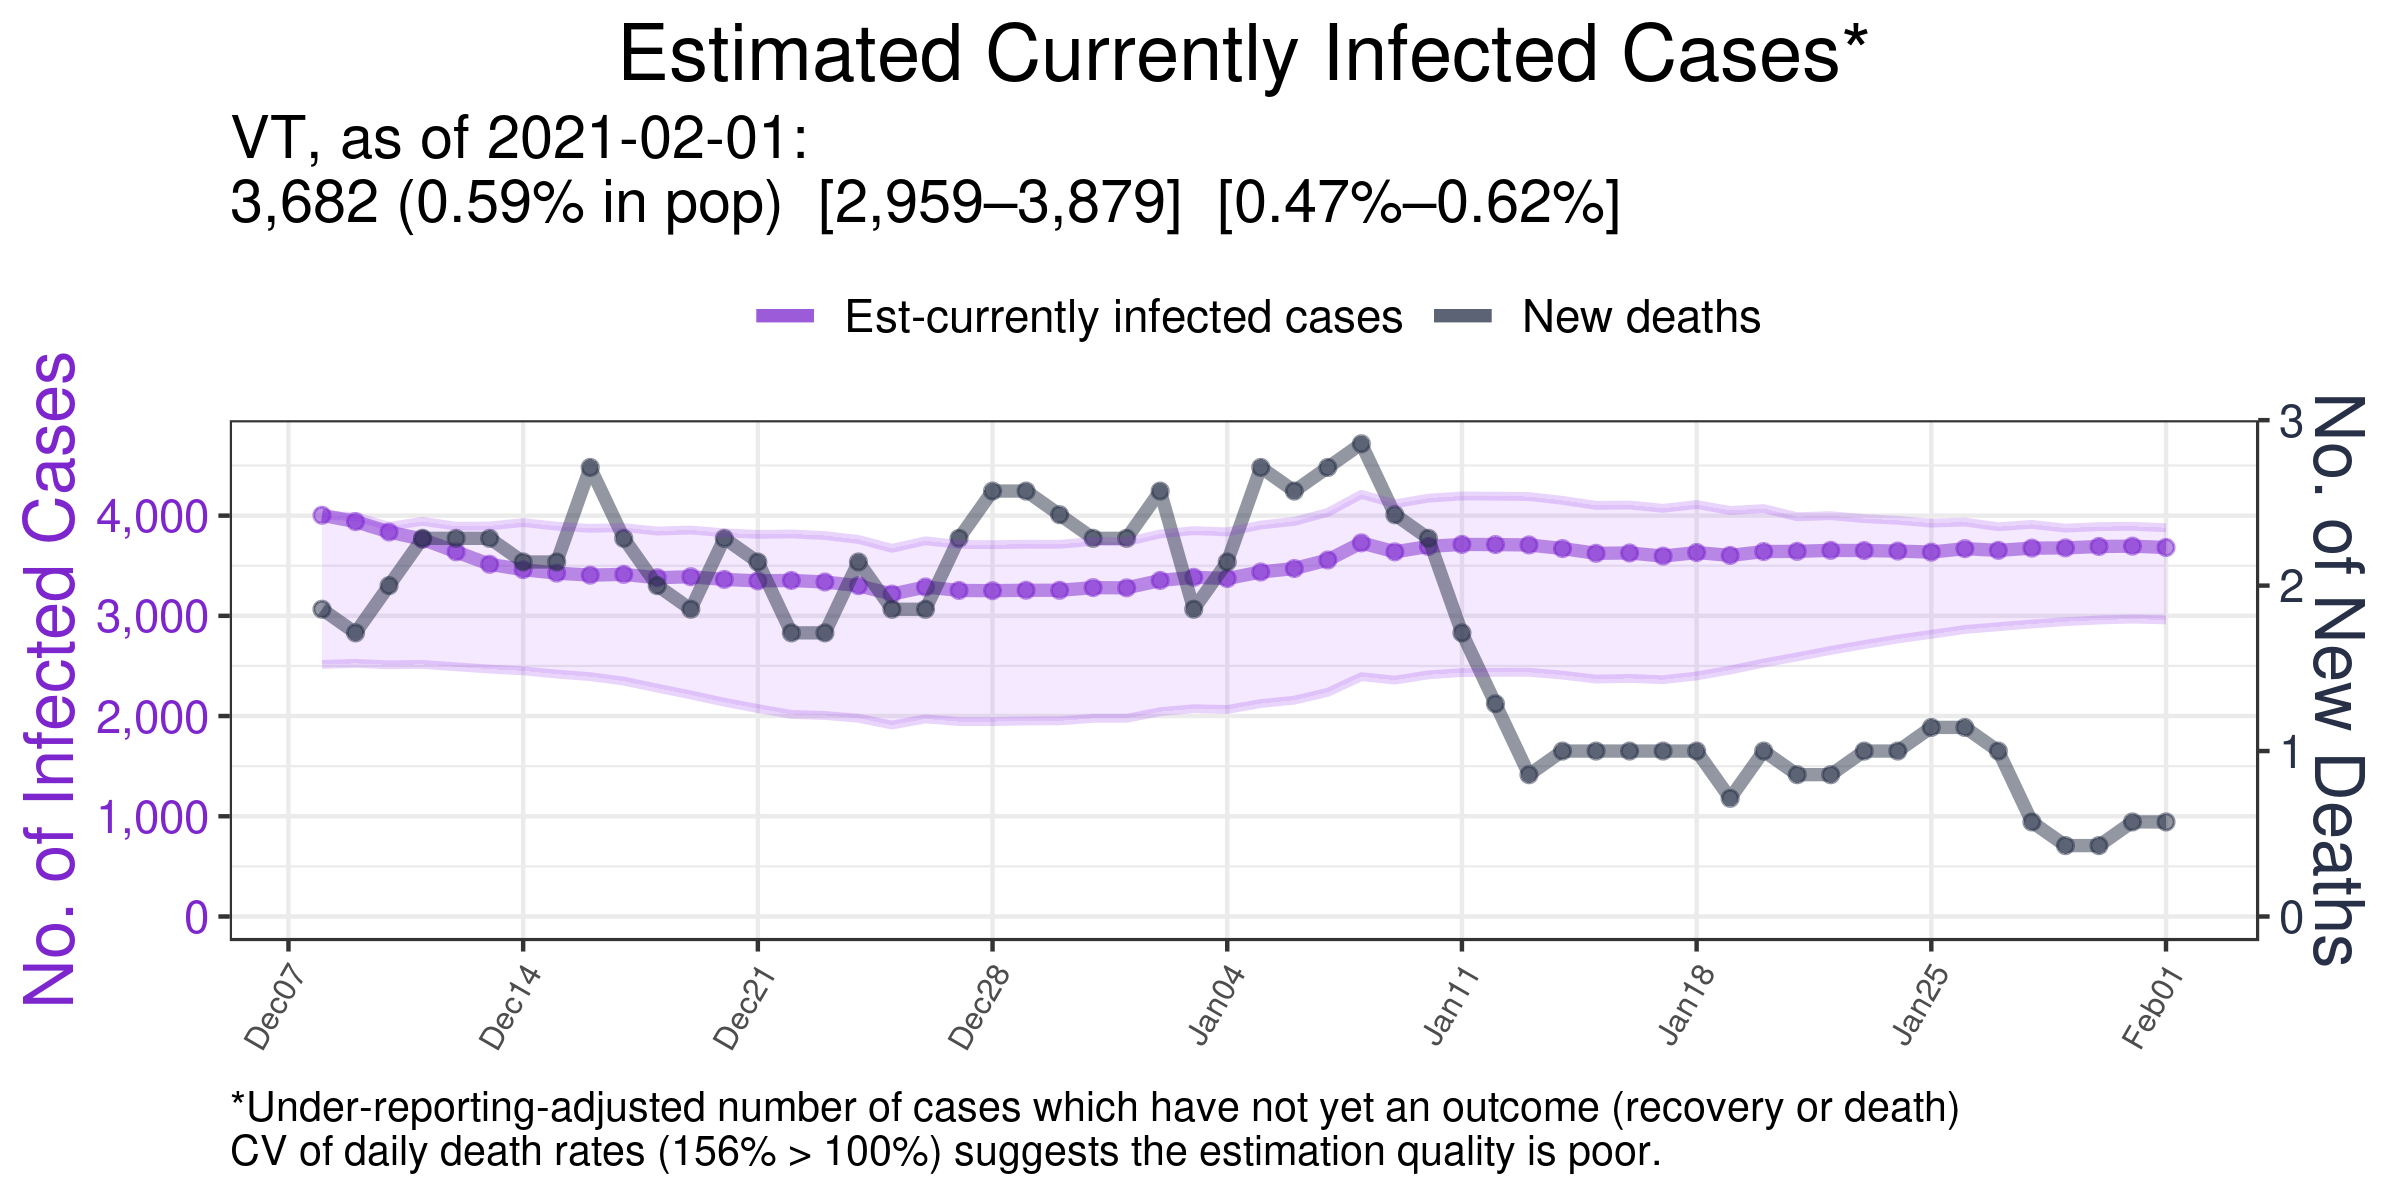 Estimated Currently Infected Cases*
VT, as of 2021-02-01:
3,682 (0.59% in pop)  [2,959–3,879]  [0.47%–0.62%]
Est-currently infected cases
New deaths
No. of Infected Cases
4,000
3,000
2,000
1,000
0
3
2
1
0
No. of New Deaths
Dec07
Dec14
Dec21
Dec28
Jan04
Jan11
Jan18
Jan25
Feb01
*Under-reporting-adjusted number of cases which have not yet an outcome (recovery or death)
CV of daily death rates (156% > 100%) suggests the estimation quality is poor.